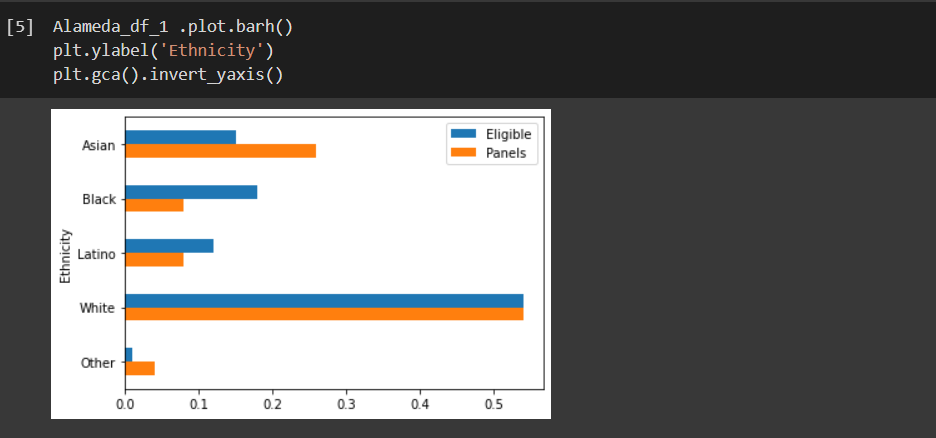 [5] Alameda_df_1 .plot.barh()
plt.ylabel('Ethnicity')
plt.gca().invert_yaxis()
Eligible
Panels
Asian
Black
Latino
White
Other
Ethnicity
0.0 0.1 0.2 0.3 0.4 0.5